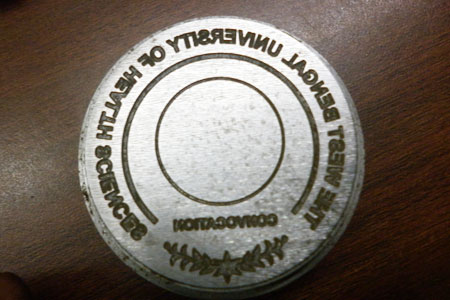 THE WEST BENGAL UNIVERSITY OF HEALTH SCIENCES
CONVOCATION